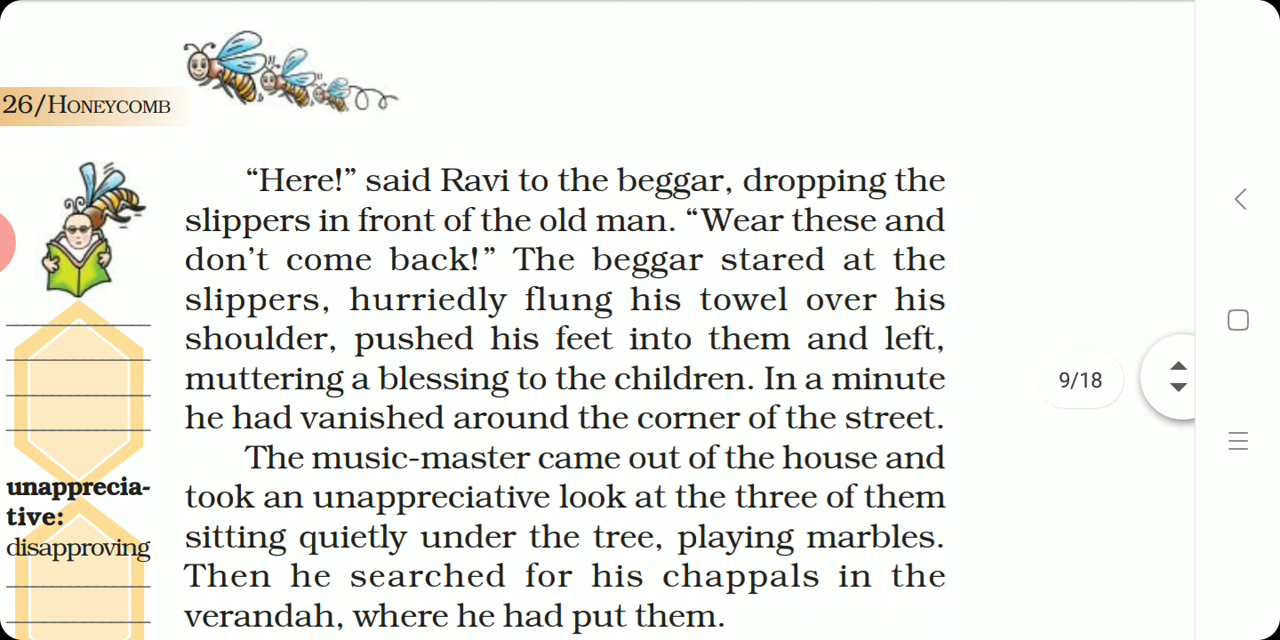 26/HONEYCOMB
“Here!” said Ravi to the beggar, dropping the
slippers in front of the old man. “Wear these and
don’t come back!” The beggar stared at the
slippers, hurriedly flung his towel over his
shoulder, pushed his feet into them and left,
muttering a blessing to the children. In a minute
he had vanished around the corner of the street.
The music-master came out of the house and
took an unappreciative look at the three of them
sitting quietly under the tree, playing marbles.
Then he searched for his chappals in the
verandah, where he had put them.
unapprecia-
tive:
disapproving
9/18